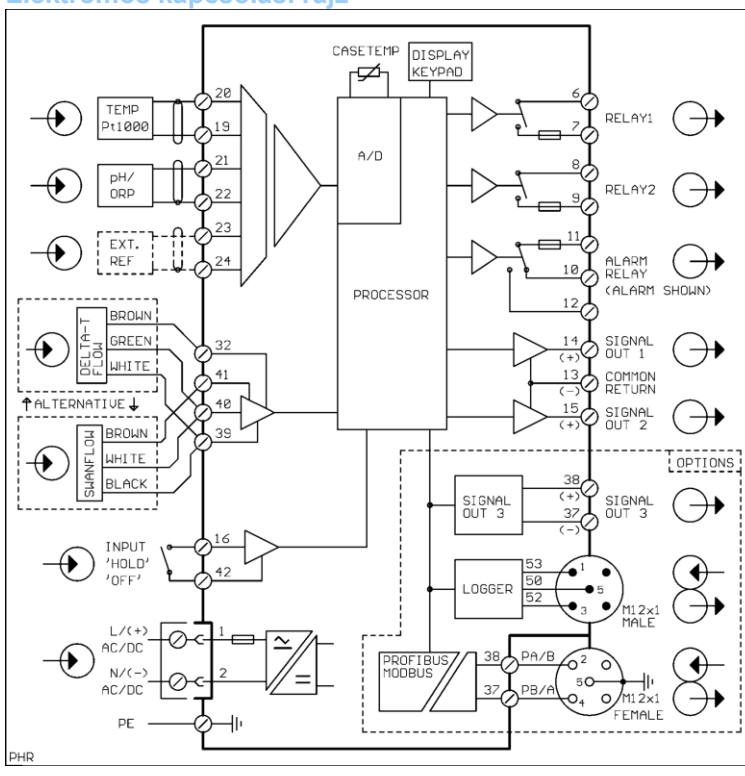 Elektromos kapcsolási rajz
CASETEMP
DISPLAY
KEYPAD
TEMP
Pt1000
20
19
pH/
ORP
21
22
EXT.
REF
23
24
A/D
PROCESSOR
6
7
RELAY1
8
9
RELAY2
11
10
12
ALARM
RELAY
(ALARM SHOWN)
DELTA-T
FLOW
BROWN
GREEN
WHITE
32
41
40
39
↑ALTERNATIVE↓
SWANFLOW
BROWN
WHITE
BLACK
14
(+)
SIGNAL
OUT 1
13
(-)
COMMON
RETURN
15
(+)
SIGNAL
OUT 2
OPTIONS
SIGNAL
OUT 3
38
(+)
37
(-)
SIGNAL
OUT 3
INPUT
'HOLD'
'OFF'
16
42
LOGGER
53
50
52
1
5
3
M12x1
MALE
L/(+)
AC/DC
1
N/(-)
AC/DC
2
PE
PROFIBUS
MODBUS
38
PA/B
37
PB/A
2
5
4
M12x1
FEMALE
PHR